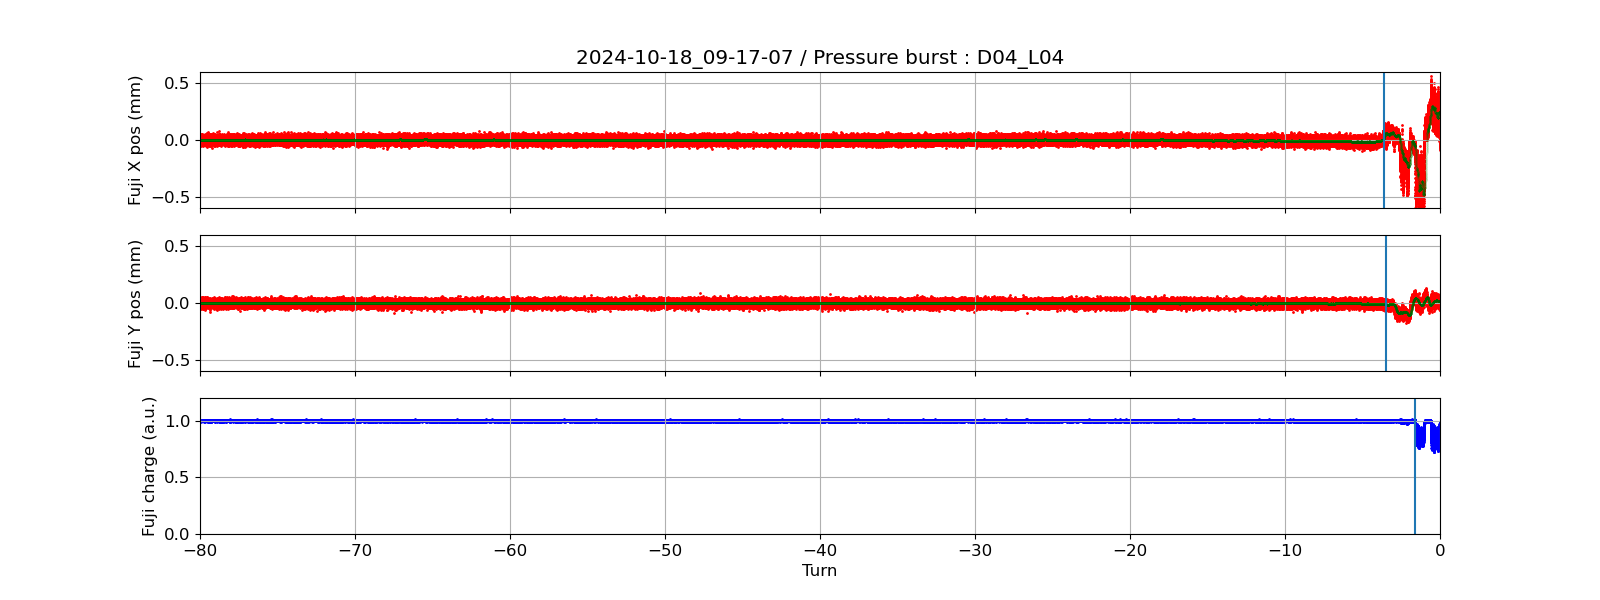 2024-10-18_09-17-07 / Pressure burst : D04_L04
Fuji X pos (mm)
0.5
0.0
−0.5
Fuji Y pos (mm)
0.5
0.0
−0.5
Fuji charge (a.u.)
1.0
0.5
0.0
−80 −70 −60 −50 −40 −30 −20 −10 0
Turn